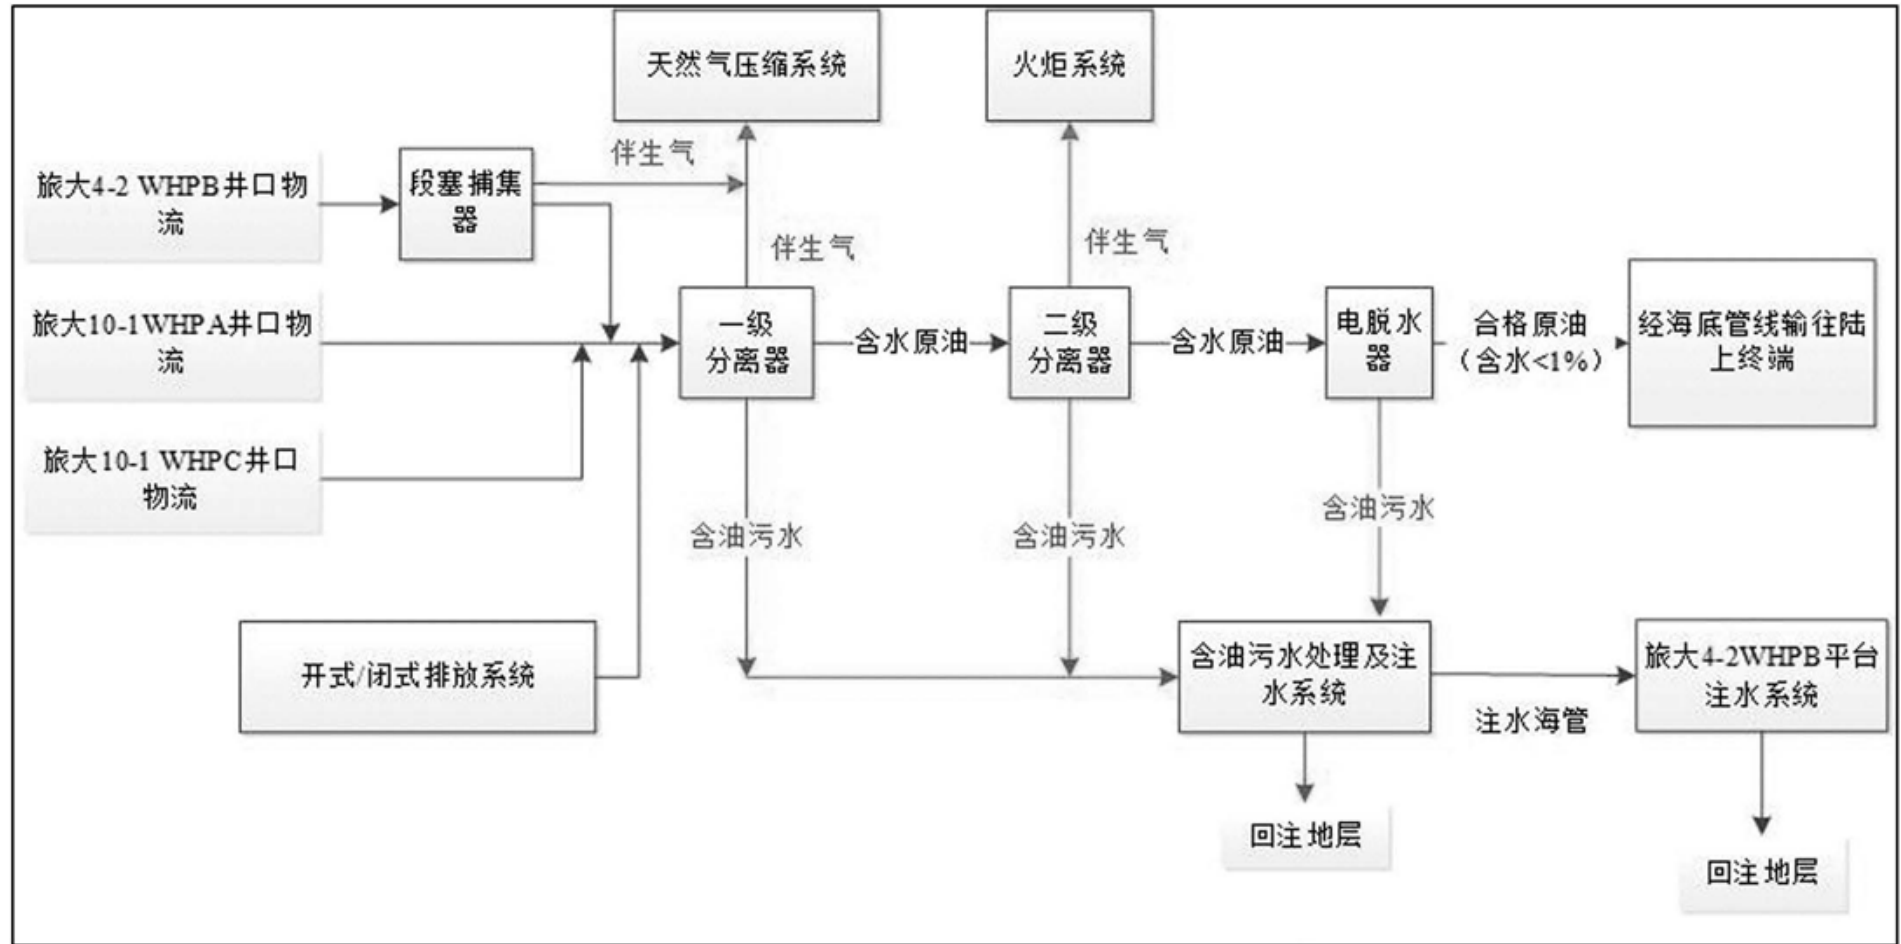 天然气压缩系统
火炬系统
伴生气
旅大4-2 WHPB井口物
流
段塞捕集
器
伴生气
伴生气
旅大10-1WHPA井口物
流
一级
分离器
含水原油
二级
分离器
含水原油
电脱水
器
合格原油
（含水<1%）
经海底管线输往陆
上终端
旅大10-1 WHPC井口
物流
含油污水
含油污水
含油污水
开式/闭式排放系统
含油污水处理及注
水系统
注水海管
旅大4-2WHPB平台
注水系统
回注地层
回注地层